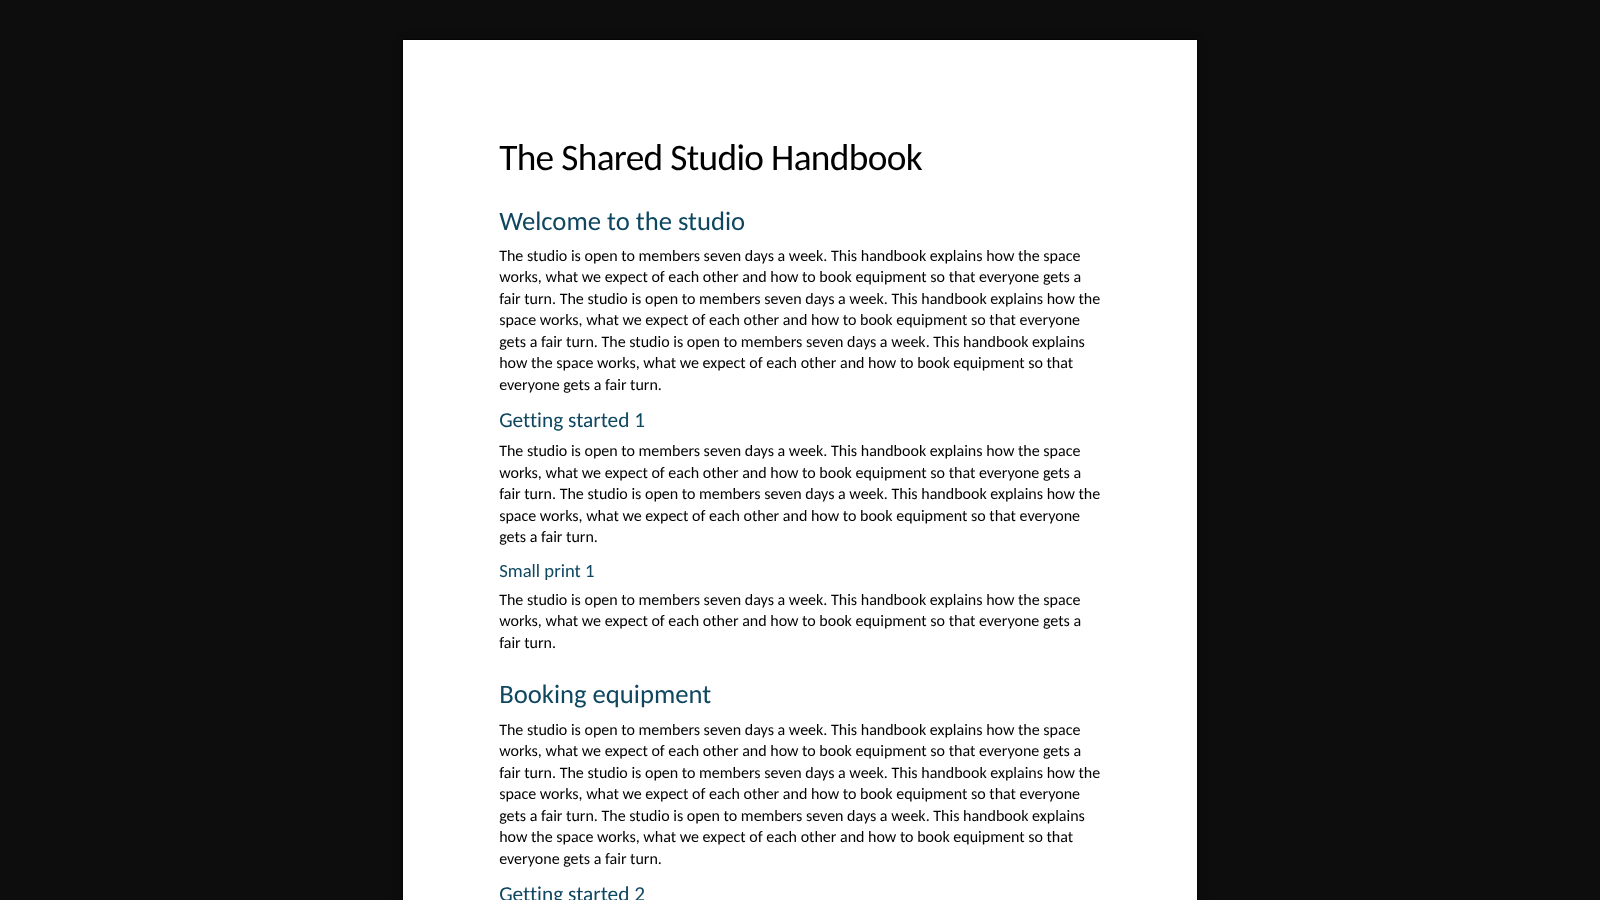 The Shared Studio Handbook
Welcome to the studio
The studio is open to members seven days a week. This handbook explains how the space
works, what we expect of each other and how to book equipment so that everyone gets a
fair turn. The studio is open to members seven days a week. This handbook explains how the
space works, what we expect of each other and how to book equipment so that everyone
gets a fair turn. The studio is open to members seven days a week. This handbook explains
how the space works, what we expect of each other and how to book equipment so that
everyone gets a fair turn.
Getting started 1
The studio is open to members seven days a week. This handbook explains how the space
works, what we expect of each other and how to book equipment so that everyone gets a
fair turn. The studio is open to members seven days a week. This handbook explains how the
space works, what we expect of each other and how to book equipment so that everyone
gets a fair turn.
Small print 1
The studio is open to members seven days a week. This handbook explains how the space
works, what we expect of each other and how to book equipment so that everyone gets a
fair turn.
Booking equipment
The studio is open to members seven days a week. This handbook explains how the space
works, what we expect of each other and how to book equipment so that everyone gets a
fair turn. The studio is open to members seven days a week. This handbook explains how the
space works, what we expect of each other and how to book equipment so that everyone
gets a fair turn. The studio is open to members seven days a week. This handbook explains
how the space works, what we expect of each other and how to book equipment so that
everyone gets a fair turn.
Getting started 2